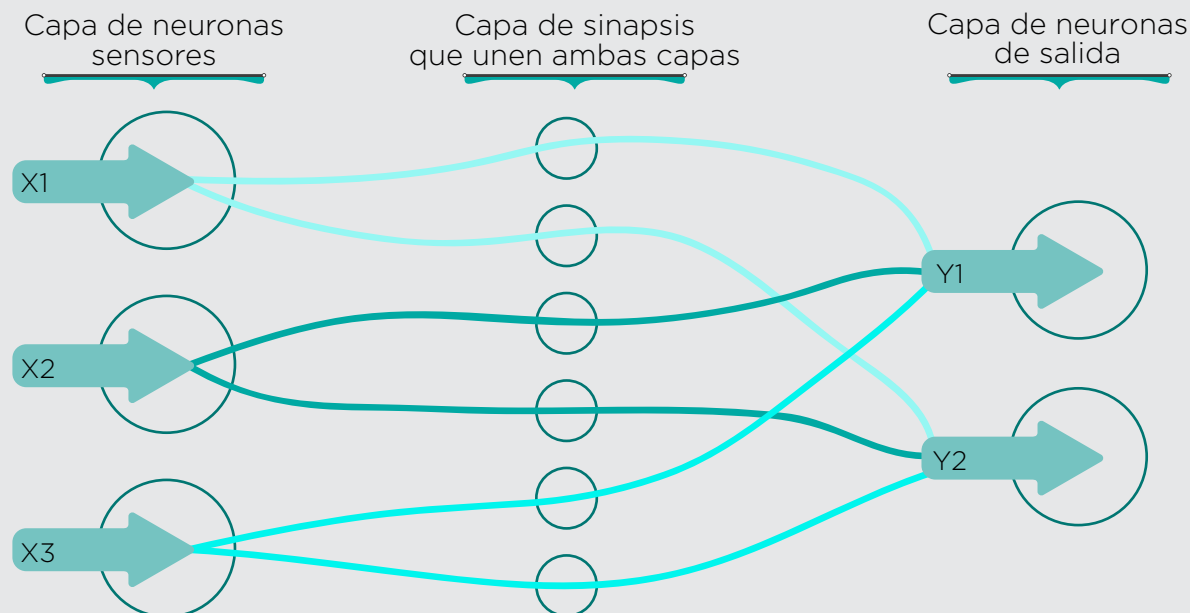 Capa de neuronas
sensores
Capa de sinapsis
que unen ambas capas
Capa de neuronas
de salida
X1
X2
X3
Y1
Y2